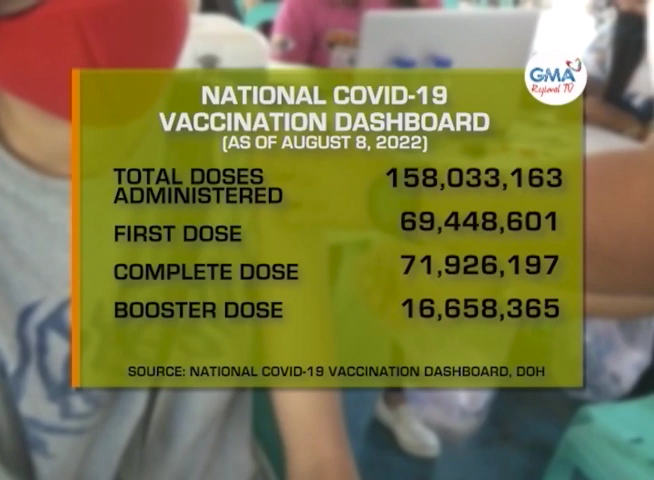 GMA
Regional TV
NATIONAL COVID-19
VACCINATION DASHBOARD
(AS OF AUGUST 8, 2022)
TOTAL DOSES
ADMINISTERED 158,033,163
FIRST DOSE 69,448,601
COMPLETE DOSE 71,926,197
BOOSTER DOSE 16,658,365
SOURCE: NATIONAL COVID-19 VACCINATION DASHBOARD, DOH